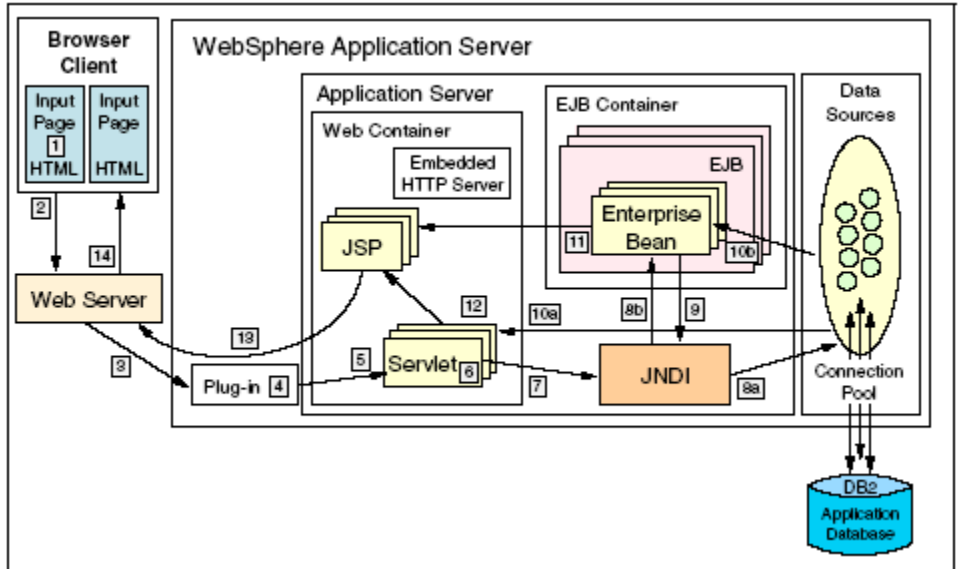 Browser
Client
Input
Page
1
HTML
Input
Page
HTML
2
14
Web Server
3
WebSphere Application Server
Application Server
Web Container
Embedded
HTTP Server
JSP
13
12
5
Servlet
6
Plug-in
4
7
EJB Container
EJB
Enterprise
Bean
11
10b
10a
8b
9
JNDI
8a
Data
Sources
Connection
Pool
DB2
Application
Database